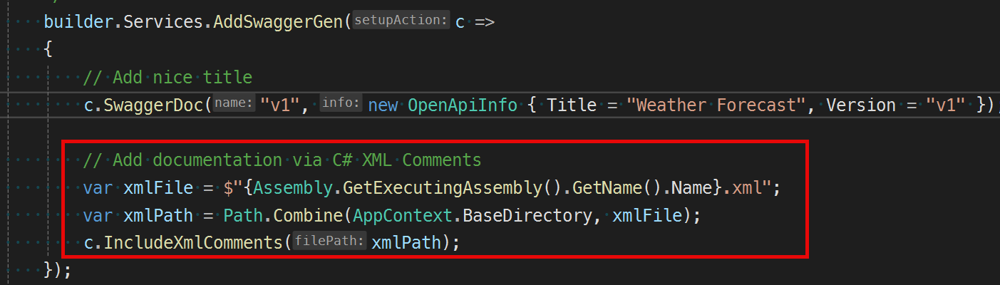 builder.Services.AddSwaggerGen(setupAction: c =>
{
// Add nice title
c.SwaggerDoc(name: "v1", info: new OpenApiInfo { Title = "Weather Forecast", Version = "v1" });
// Add documentation via C# XML Comments
var xmlFile = $"{Assembly.GetExecutingAssembly().GetName().Name}.xml";
var xmlPath = Path.Combine(AppContext.BaseDirectory, xmlFile);
c.IncludeXmlComments(filePath: xmlPath);
});